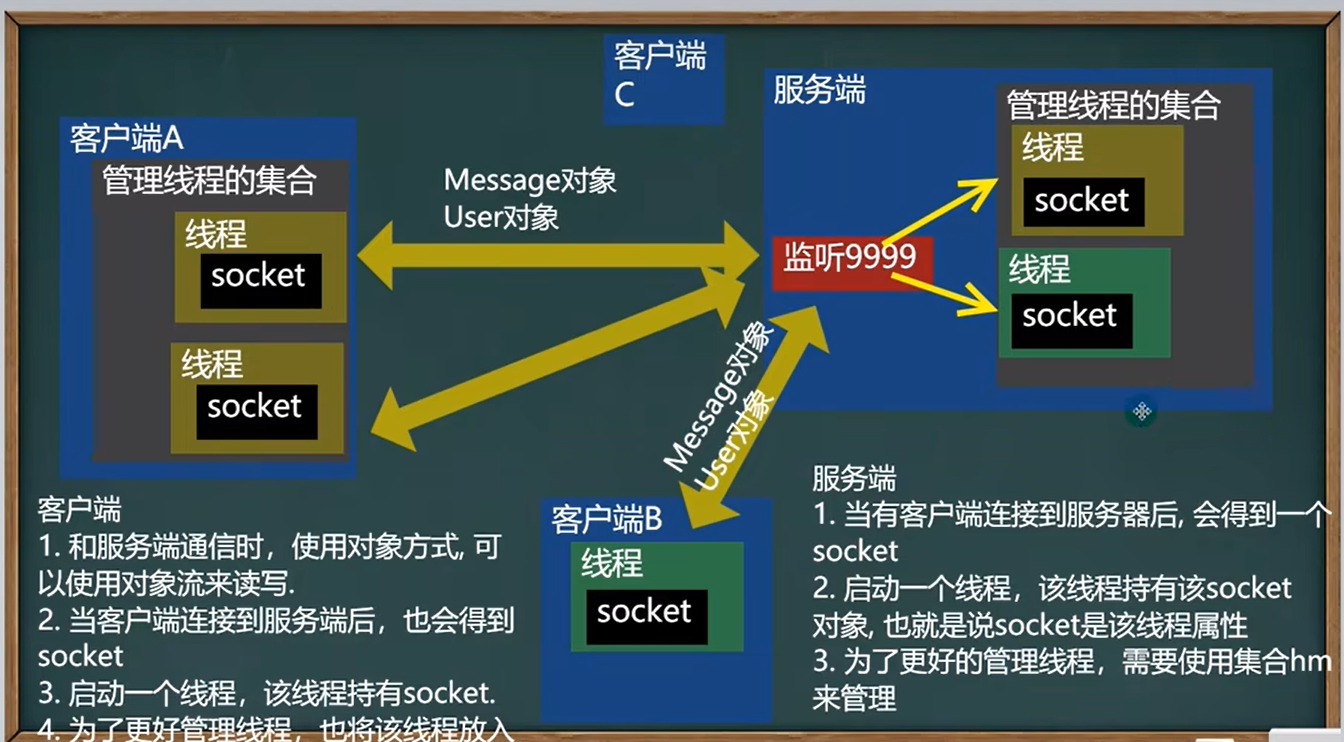 客户端
C
服务端
管理线程的集合
线程
socket
线程
socket
监听9999
客户端A
管理线程的集合
线程
socket
线程
socket
Message对象
User对象
Message对象
User对象
客户端B
线程
socket
客户端
1. 和服务端通信时，使用对象方式, 可
以使用对象流来读写.
2. 当客户端连接到服务端后，也会得到
socket
3. 启动一个线程，该线程持有socket.
4. 为了更好管理线程，也将该线程放入
服务端
1. 当有客户端连接到服务器后, 会得到一个
socket
2. 启动一个线程，该线程持有该socket
对象, 也就是说socket是该线程属性
3. 为了更好的管理线程，需要使用集合hm
来管理